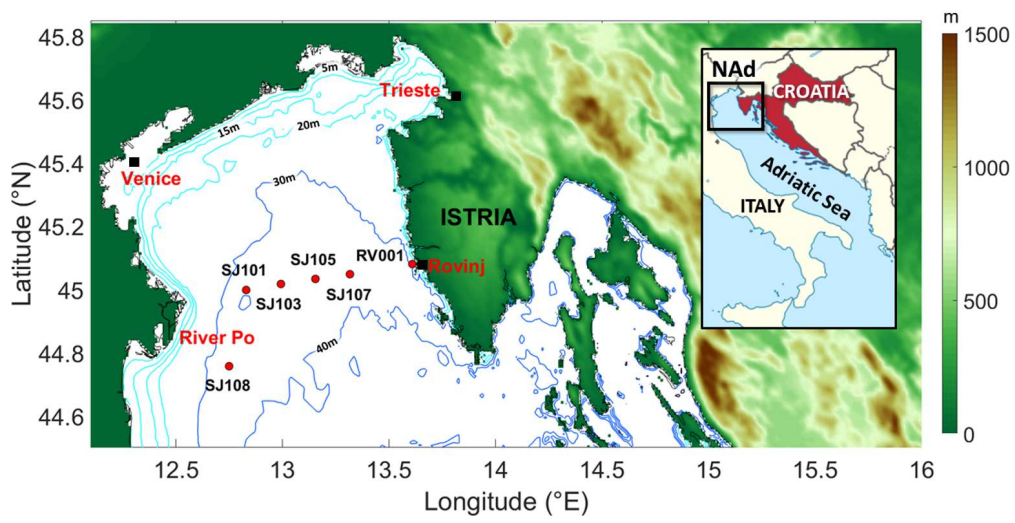 m
1500
1000
500
0
45.8
45.6
45.4
45.2
45
44.8
44.6
Latitude (°N)
5m
15m
20m
30m
40m
Trieste
Venice
ISTRIA
Rovinj
RV001
SJ105
SJ101
SJ103
SJ107
River Po
SJ108
NAd
CROATIA
Adriatic Sea
ITALY
12.5
13
13.5
14
14.5
15
15.5
16
Longitude (°E)